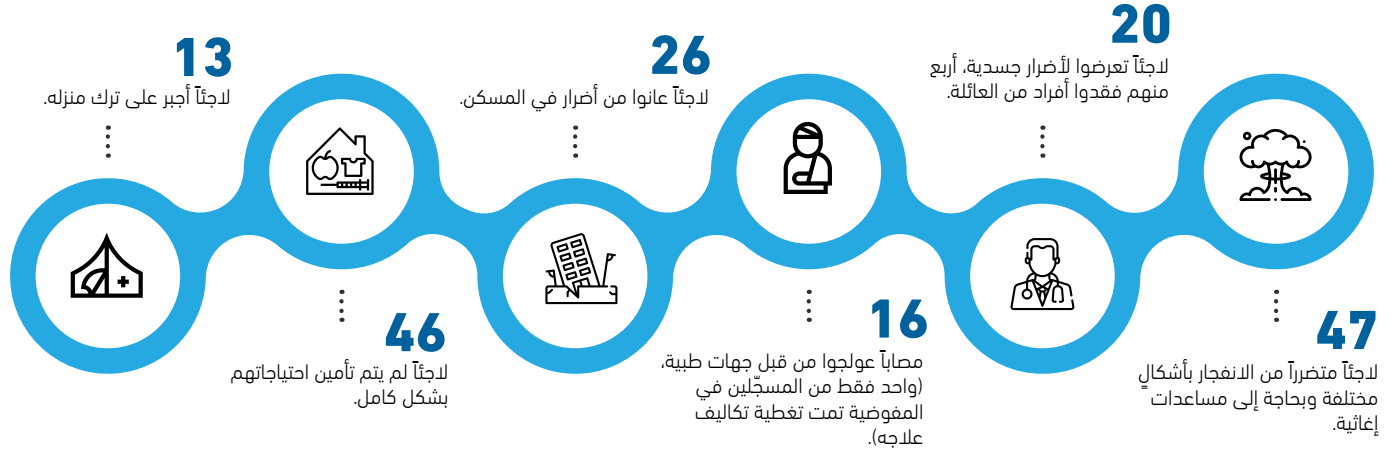 47
لاجئاً متضرراً من الانفجار بأشكالٍ
مختلفة وبحاجة إلى مساعدات
إغاثية.
20
لاجئاً تعرضوا لأضرار جسدية، أربع
منهم فقدوا أفراد من العائلة.
16
مصاباً عولجوا من قبل جهات طبية،
(واحد فقط من المسجّلين في
المفوضية تمت تغطية تكاليف
علاجه).
26
لاجئاً عانوا من أضرار في المسكن.
46
لاجئاً لم يتم تأمين احتياجاتهم
بشكل كامل.
13
لاجئاً أجبر على ترك منزله.